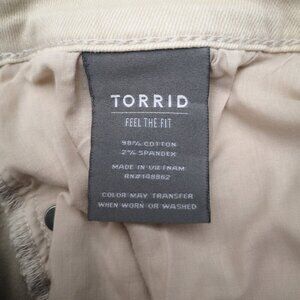 TORRID
FEEL THE FIT
98% COTTON
2% SPANDEX
MADE IN VIETNAM
RN#148862
COLOR MAY TRANSFER
WHEN WORN OR WASHED